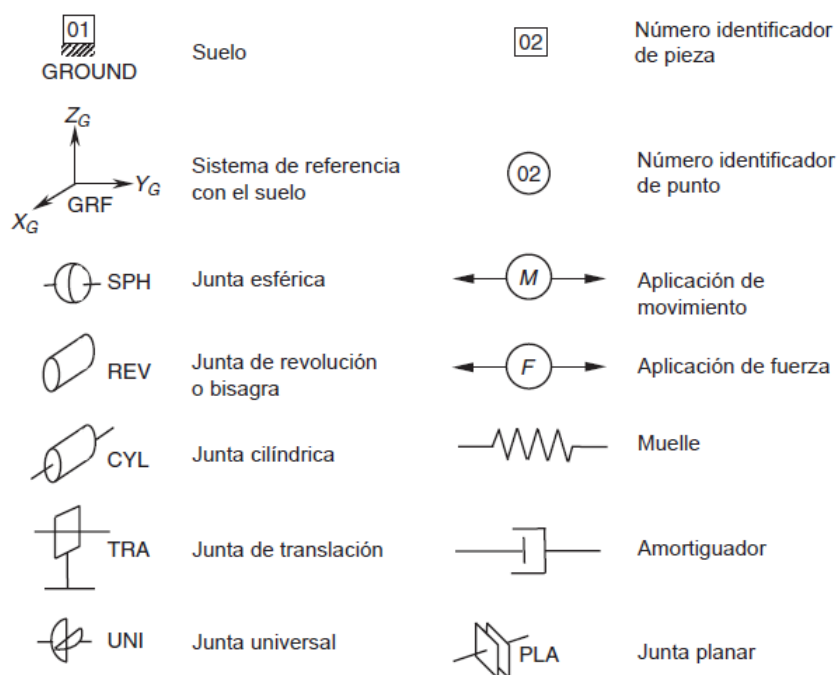 01
GROUND
Suelo
02
Número identificador
de pieza
Z_G
Y_G
X_G
GRF
Sistema de referencia
con el suelo
02
Número identificador
de punto
SPH
Junta esférica
M
Aplicación de
movimiento
REV
Junta de revolución
o bisagra
F
Aplicación de fuerza
CYL
Junta cilíndrica
Muelle
TRA
Junta de translación
Amortiguador
UNI
Junta universal
PLA
Junta planar